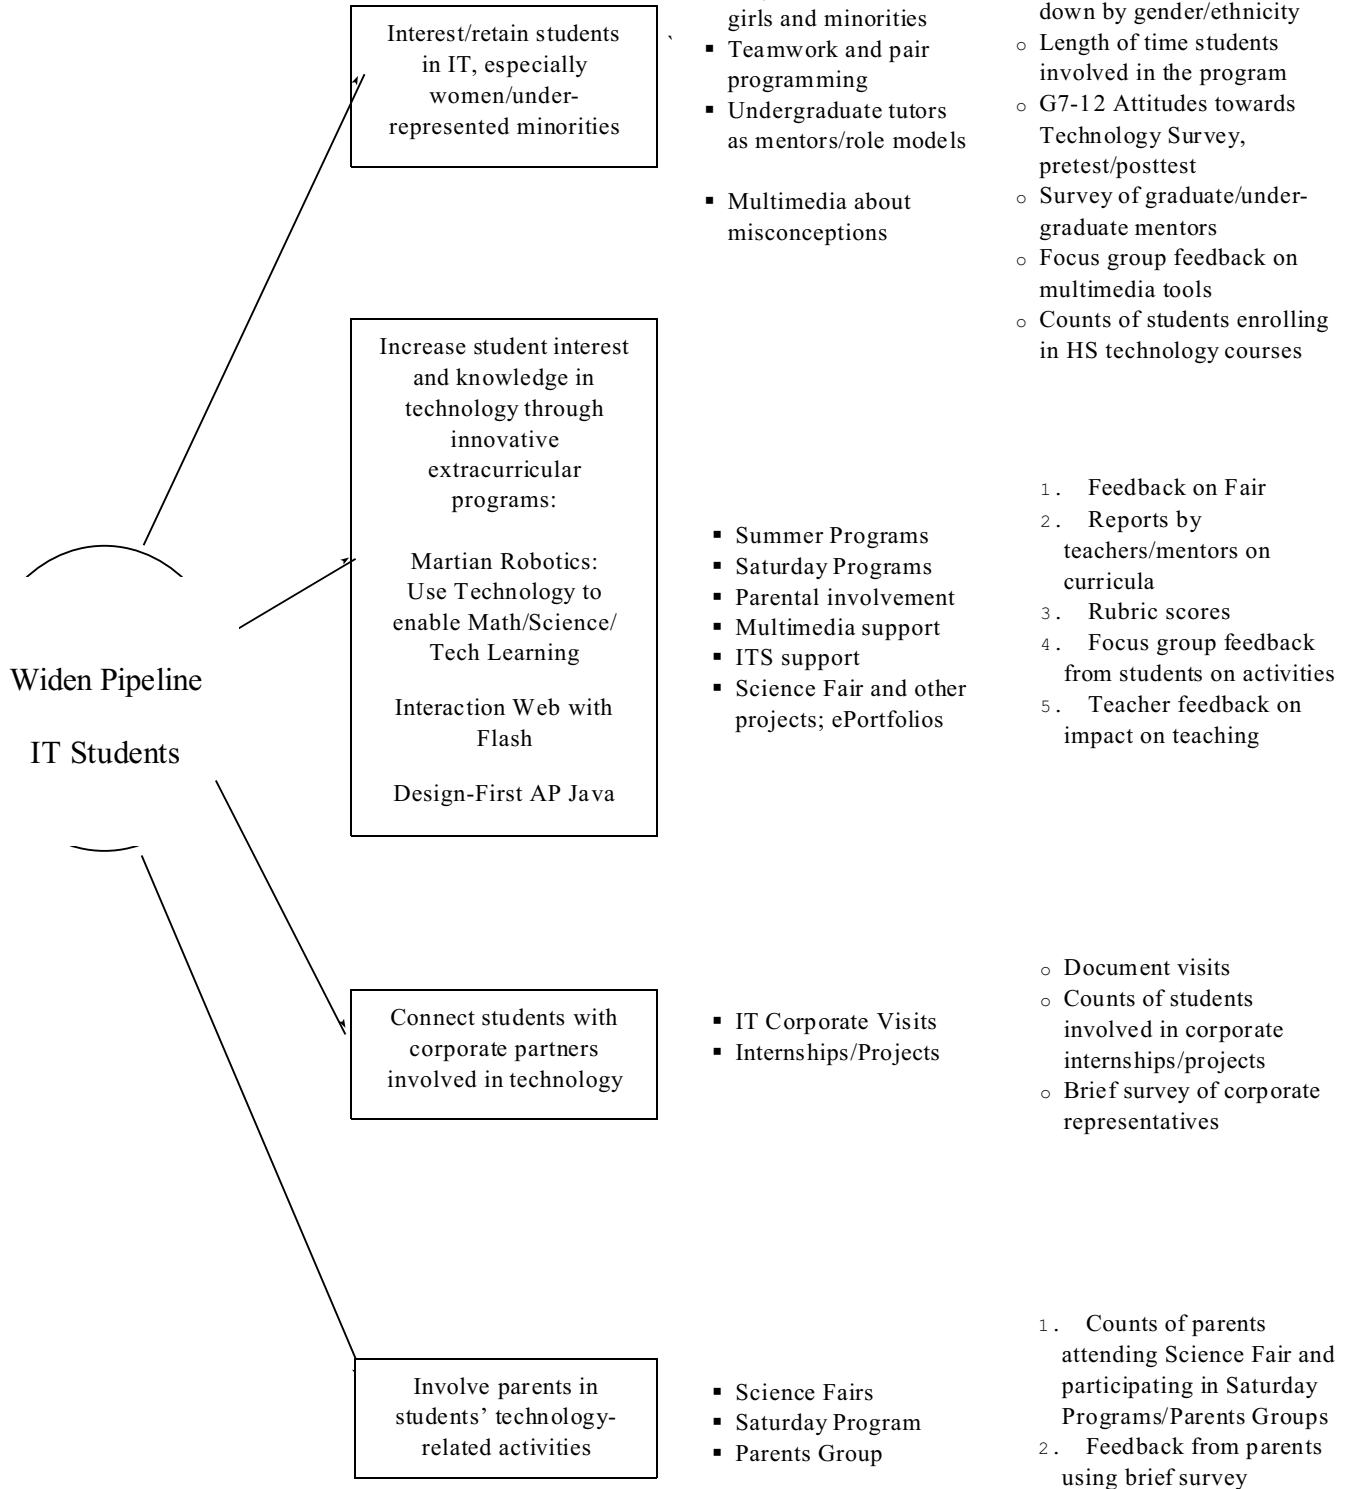 Widen Pipeline
IT Students
Interest/retain students
in IT, especially
women/under-
represented minorities
girls and minorities
▪ Teamwork and pair
programming
▪ Undergraduate tutors
as mentors/role models
▪ Multimedia about
misconceptions
down by gender/ethnicity
o Length of time students
involved in the program
o G7-12 Attitudes towards
Technology Survey,
pretest/posttest
o Survey of graduate/under-
graduate mentors
o Focus group feedback on
multimedia tools
o Counts of students enrolling
in HS technology courses
Increase student interest
and knowledge in
technology through
innovative
extracurricular
programs:
Martian Robotics:
Use Technology to
enable Math/Science/
Tech Learning
Interaction Web with
Flash
Design-First AP Java
▪ Summer Programs
▪ Saturday Programs
▪ Parental involvement
▪ Multimedia support
▪ ITS support
▪ Science Fair and other
projects; ePortfolios
1. Feedback on Fair
2. Reports by
teachers/mentors on
curricula
3. Rubric scores
4. Focus group feedback
from students on activities
5. Teacher feedback on
impact on teaching
Connect students with
corporate partners
involved in technology
▪ IT Corporate Visits
▪ Internships/Projects
o Document visits
o Counts of students
involved in corporate
internships/projects
o Brief survey of corporate
representatives
Involve parents in
students’ technology-
related activities
▪ Science Fairs
▪ Saturday Program
▪ Parents Group
1. Counts of parents
attending Science Fair and
participating in Saturday
Programs/Parents Groups
2. Feedback from parents
using brief survey